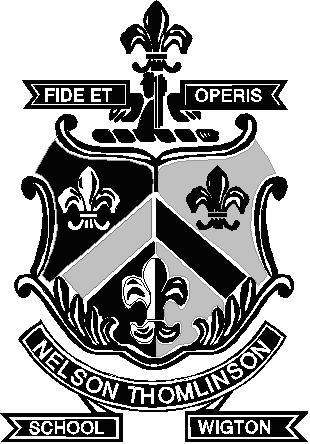 FIDE ET OPERIS
NELSON THOMLINSON
SCHOOL WIGTON